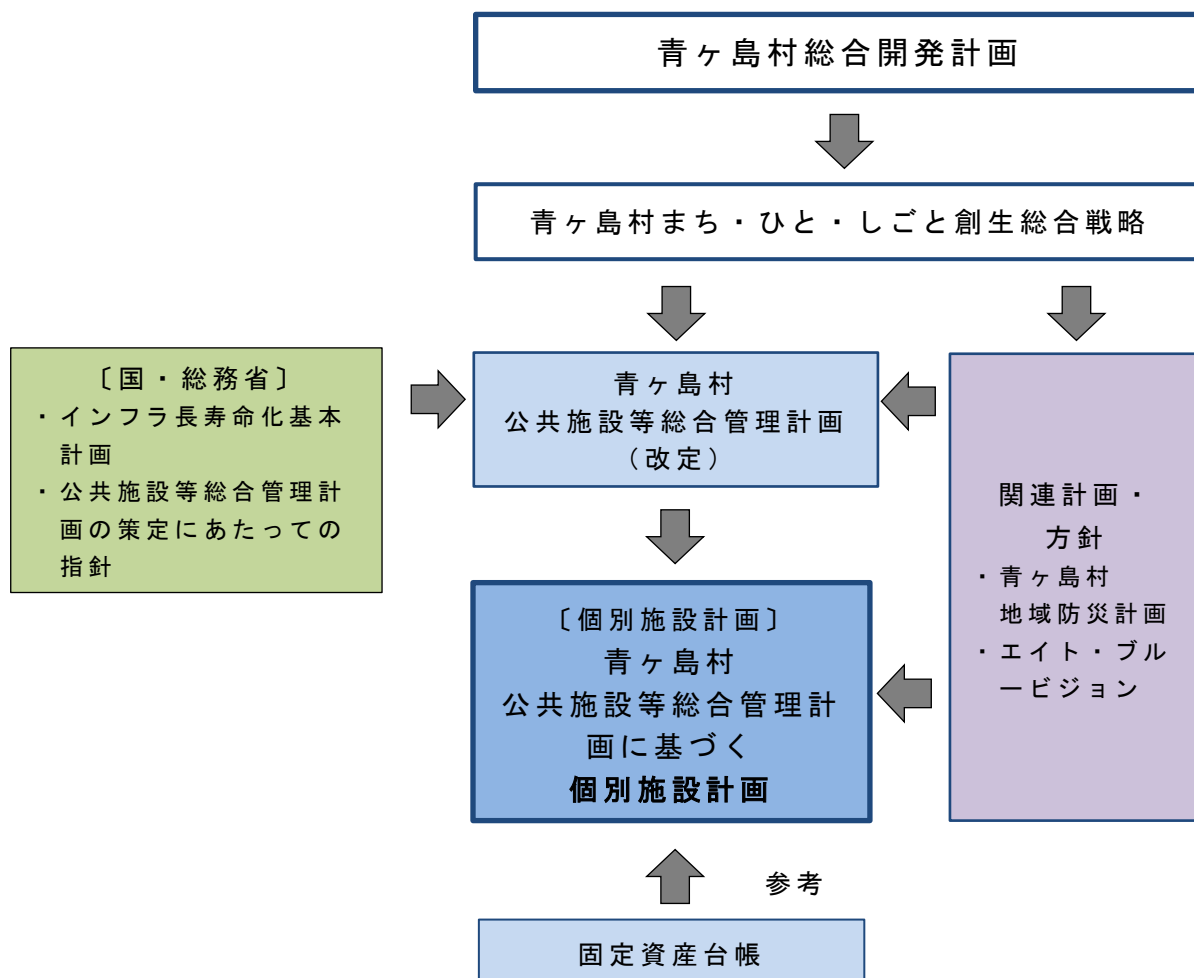 青ヶ島村総合開発計画
青ヶ島村まち・ひと・しごと創生総合戦略
〔国・総務省〕
・インフラ長寿命化基本
計画
・公共施設等総合管理計
画の策定にあたっての
指針
青ヶ島村
公共施設等総合管理計画
（改定）
関連計画・
方針
・青ヶ島村
地域防災計画
・エイト・ブル
ービジョン
〔個別施設計画〕
青ヶ島村
公共施設等総合管理計
画に基づく
個別施設計画
参考
固定資産台帳